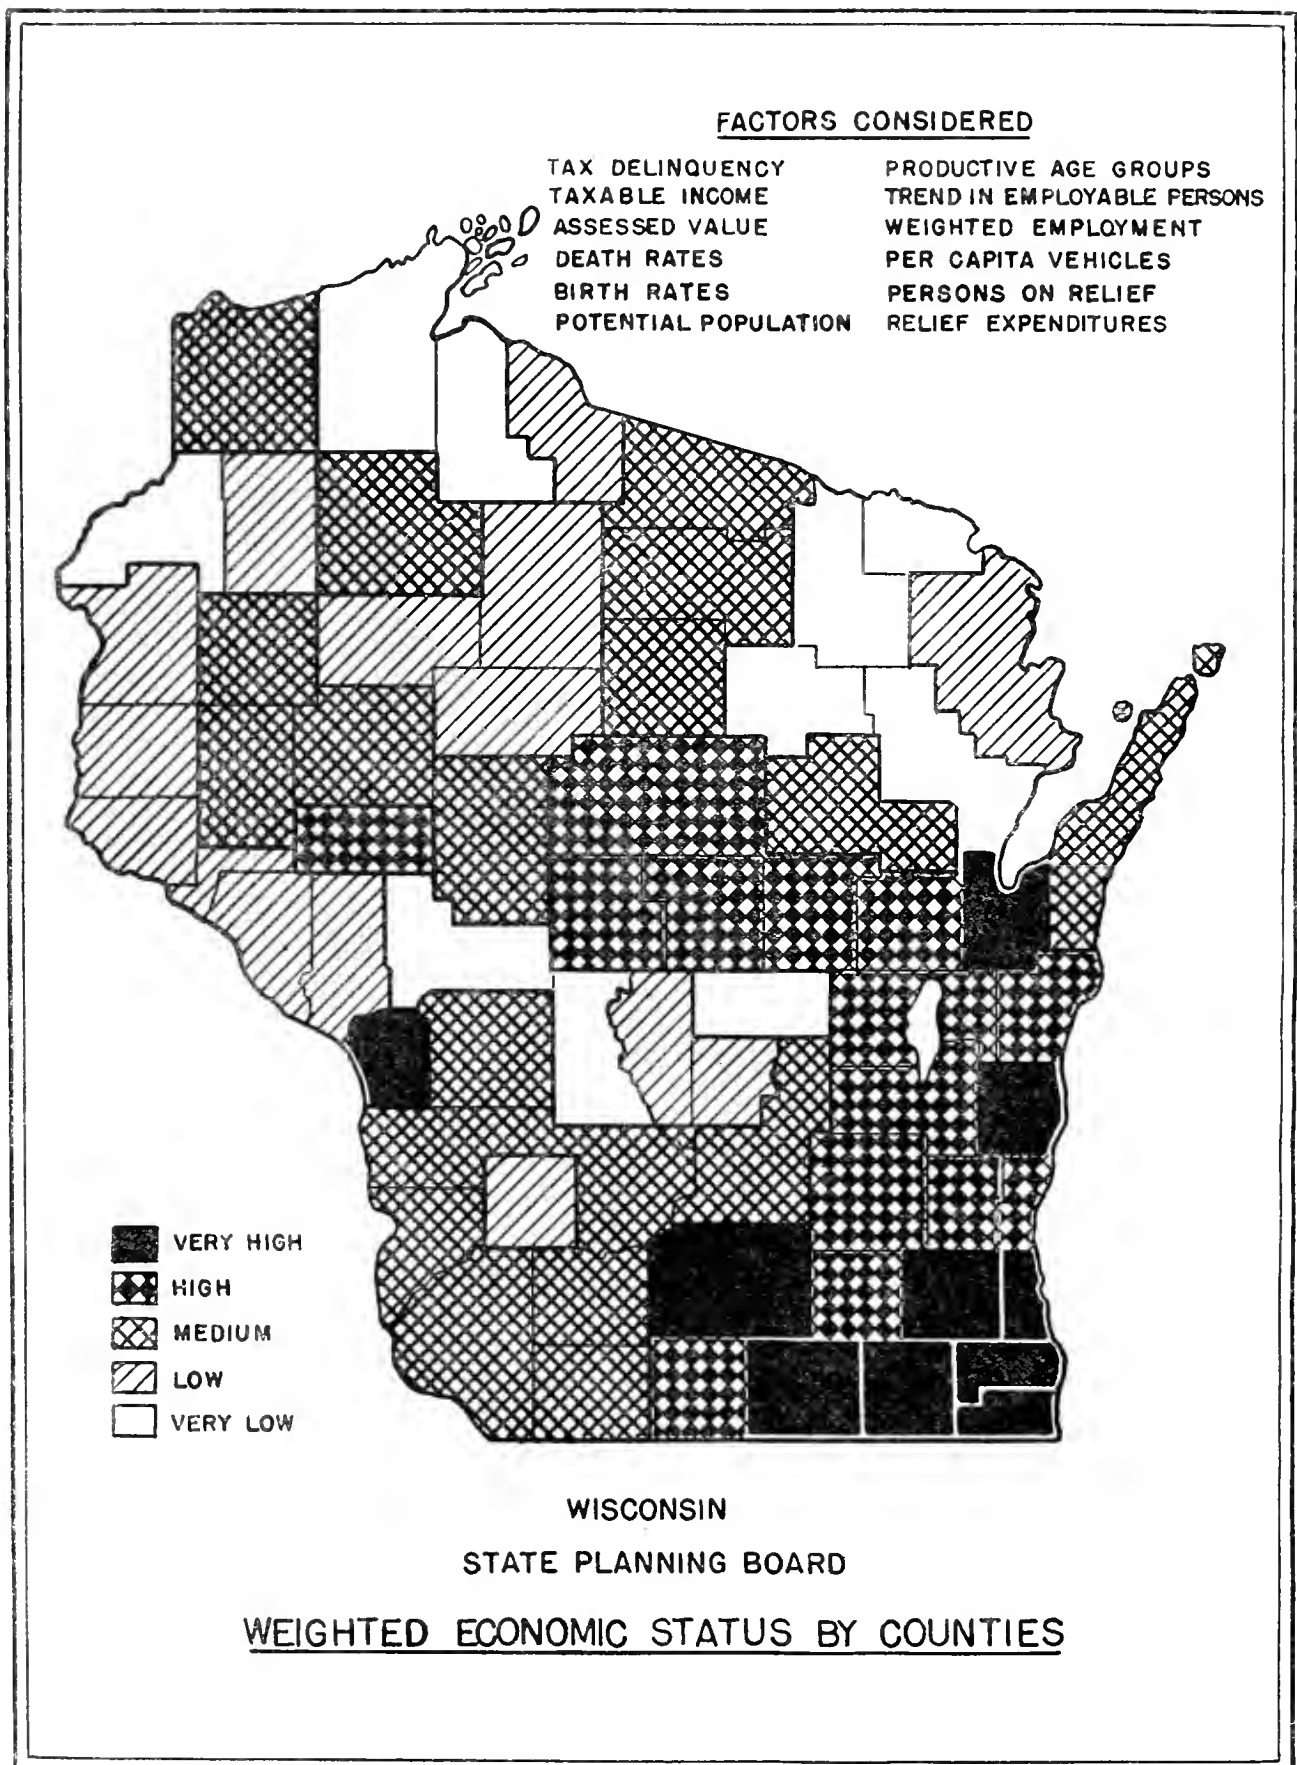 FACTORS CONSIDERED
TAX DELINQUENCY
TAXABLE INCOME
ASSESSED VALUE
DEATH RATES
BIRTH RATES
POTENTIAL POPULATION
PRODUCTIVE AGE GROUPS
TREND IN EMPLOYABLE PERSONS
WEIGHTED EMPLOYMENT
PER CAPITA VEHICLES
PERSONS ON RELIEF
RELIEF EXPENDITURES
VERY HIGH
HIGH
MEDIUM
LOW
VERY LOW
WISCONSIN
STATE PLANNING BOARD
WEIGHTED ECONOMIC STATUS BY COUNTIES